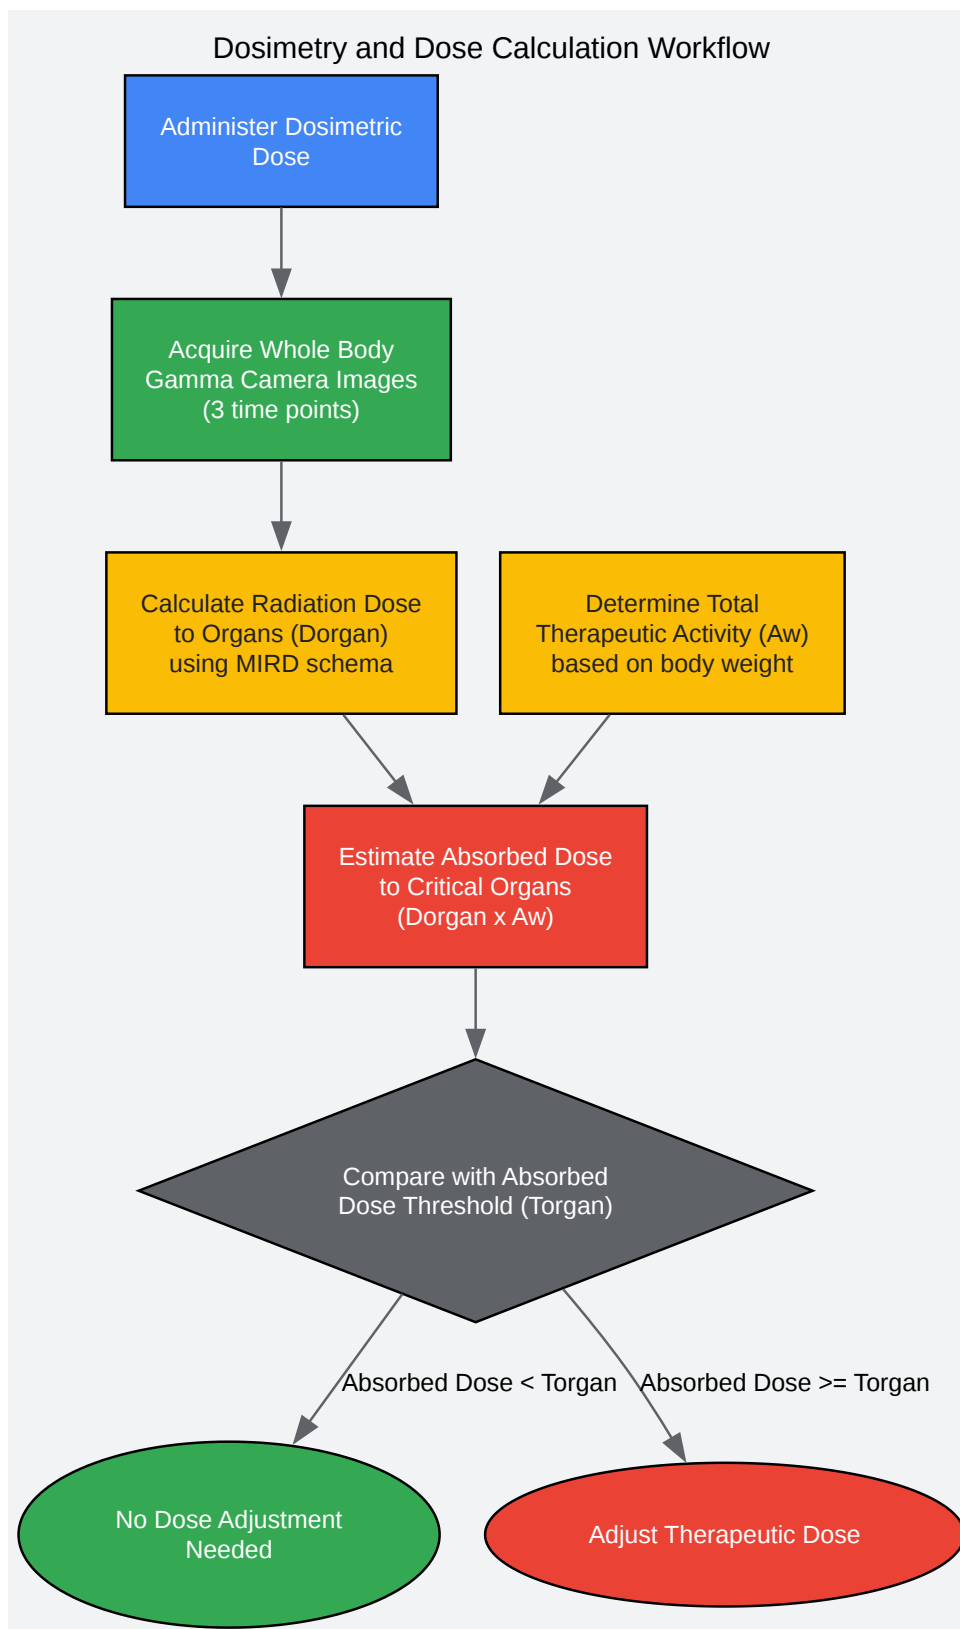 Dosimetry and Dose Calculation Workflow
Administer Dosimetric
Dose
Acquire Whole Body
Gamma Camera Images
(3 time points)
Calculate Radiation Dose
to Organs (Dorgan)
using MIRD schema
Determine Total
Therapeutic Activity (Aw)
based on body weight
Estimate Absorbed Dose
to Critical Organs
(Dorgan x Aw)
Compare with Absorbed
Dose Threshold (Torgan)
Absorbed Dose < Torgan
Absorbed Dose >= Torgan
No Dose Adjustment
Needed
Adjust Therapeutic Dose